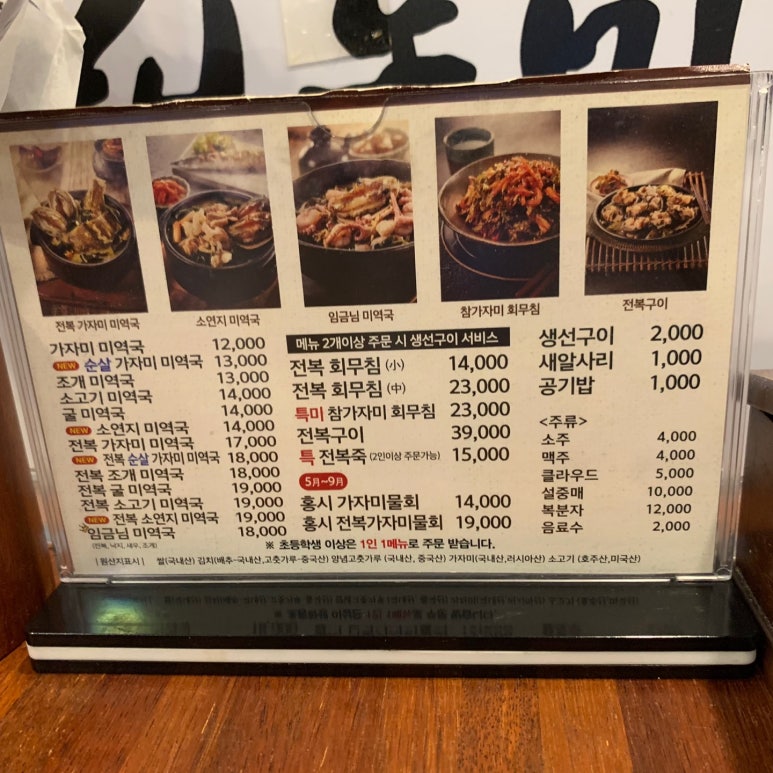 전복 가자미 미역국
소연지 미역국
임금님 미역국
참가자미 회무침
전복구이
가자미 미역국 12,000
NEW 순살 가자미 미역국 13,000
조개 미역국 13,000
소고기 미역국 14,000
굴 미역국 14,000
NEW 소연지 미역국 14,000
전복 가자미 미역국 17,000
NEW 전복 순살 가자미 미역국 18,000
전복 조개 미역국 18,000
전복 굴 미역국 19,000
전복 소고기 미역국 19,000
NEW 전복 소연지 미역국 19,000
임금님 미역국 18,000
(전복, 낙지, 새우, 조개)
메뉴 2개이상 주문 시 생선구이 서비스
전복 회무침 (小) 14,000
전복 회무침 (中) 23,000
특미 참가자미 회무침 23,000
전복구이 39,000
특 전복죽 (2인이상 주문가능) 15,000
5月~9月
홍시 가자미물회 14,000
홍시 전복가자미물회 19,000
생선구이 2,000
새알사리 1,000
공기밥 1,000
<주류>
소주 4,000
맥주 4,000
클라우드 5,000
설중매 10,000
복분자 12,000
음료수 2,000
※ 초등학생 이상은 1인 1메뉴로 주문 받습니다.
| 원산지표시 | 쌀(국내산) 김치(배추-국내산,고춧가루-중국산) 양념고춧가루 (국내산, 중국산) 가자미(국내산,러시아산) 소고기 (호주산,미국산)